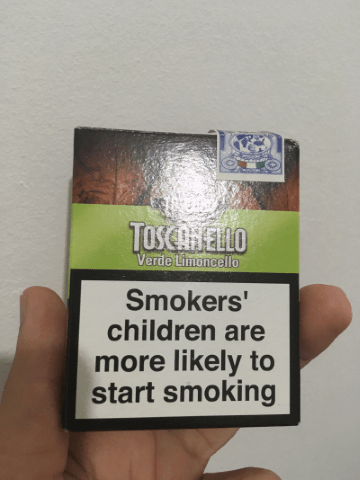 TOSCANELLO
Verde Limoncello
Smokers'
children are
more likely to
start smoking